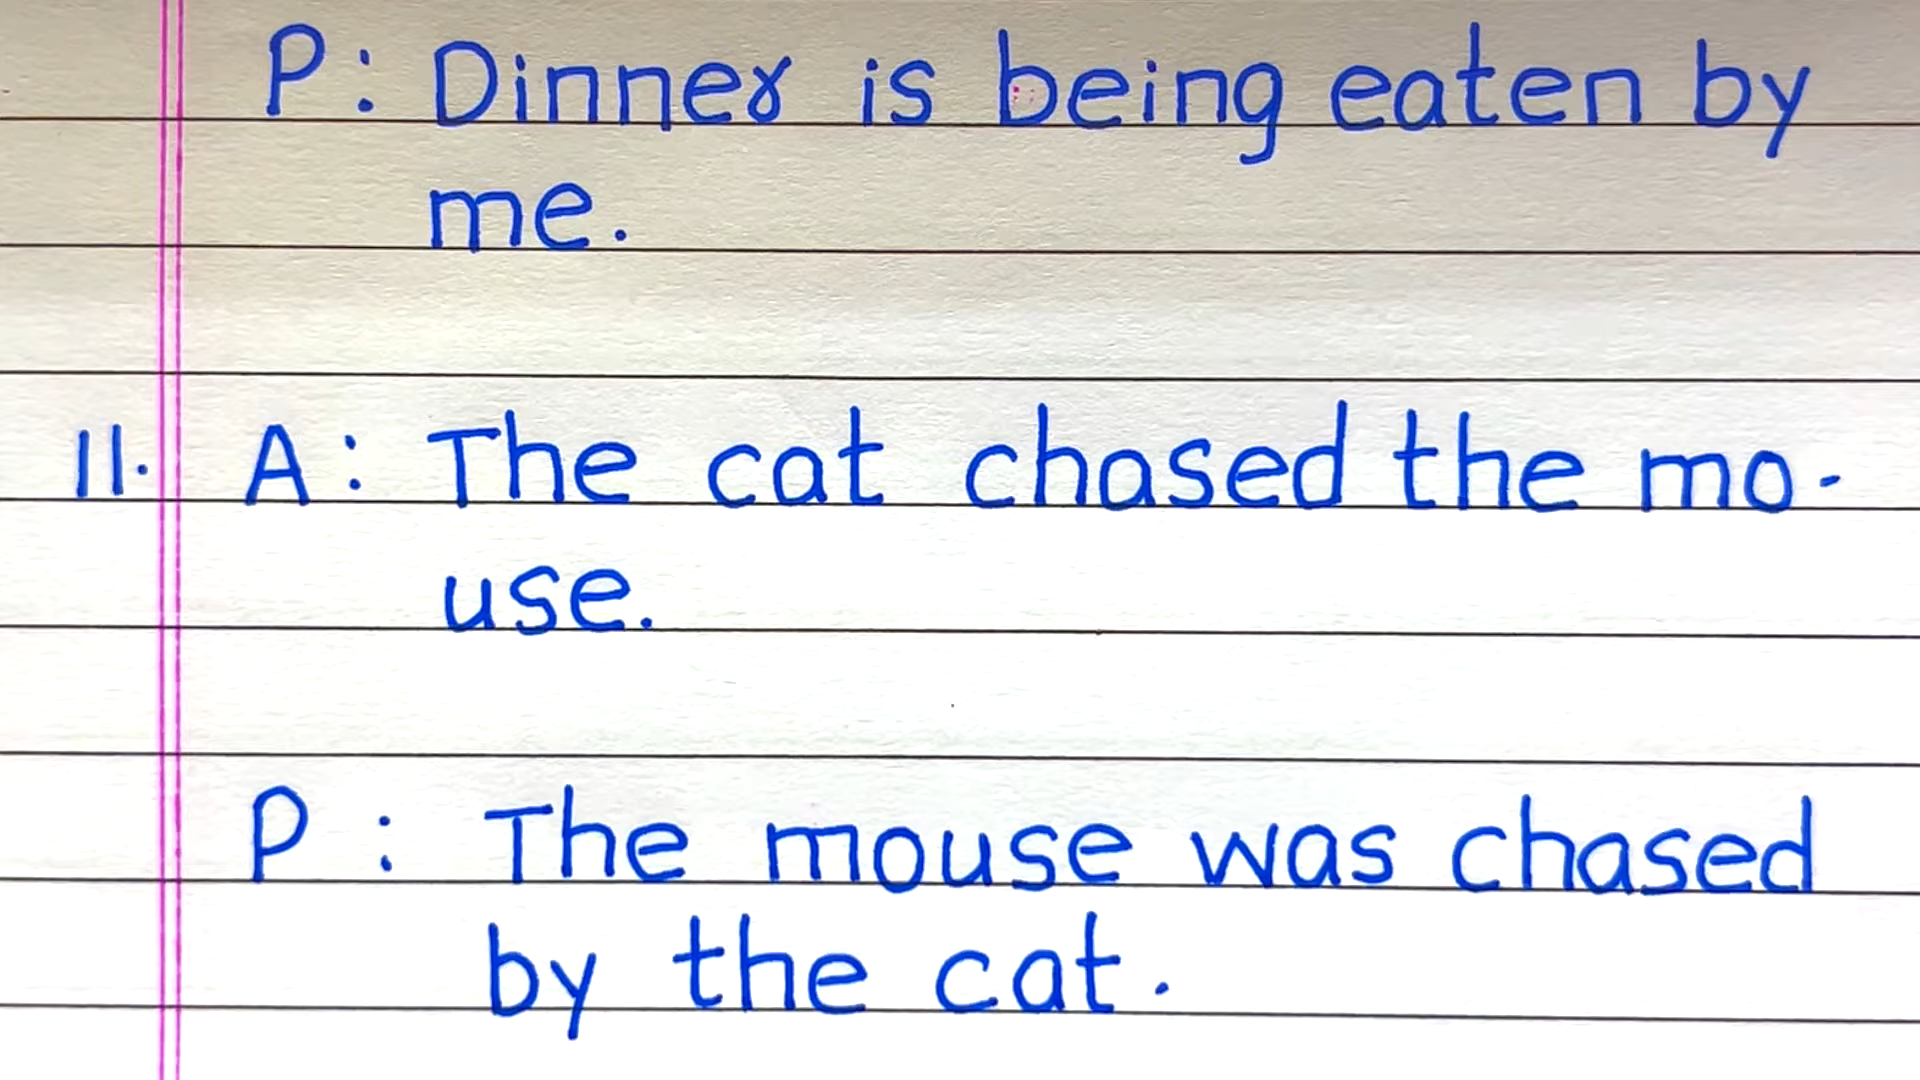 P: Dinner is being eaten by
me.
11. A: The cat chased the mo-
use.
P: The mouse was chased
by the cat.